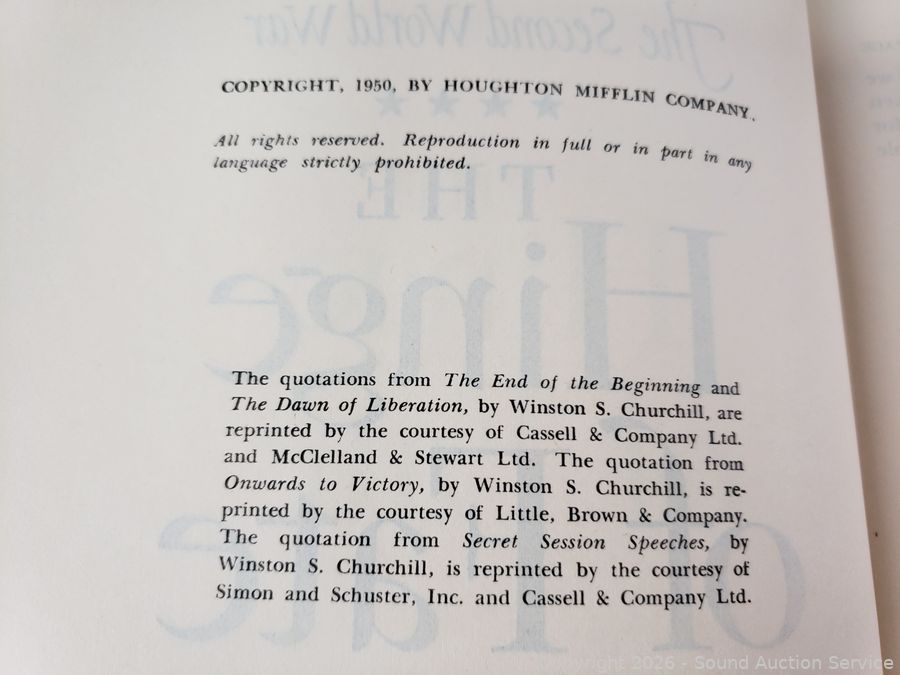 The Second World War
COPYRIGHT, 1950, BY HOUGHTON MIFFLIN COMPANY.
★ ★ ★ ★
All rights reserved. Reproduction in full or in part in any
language strictly prohibited.
THE
Hinge
The quotations from The End of the Beginning and
The Dawn of Liberation, by Winston S. Churchill, are
reprinted by the courtesy of Cassell & Company Ltd.
and McClelland & Stewart Ltd. The quotation from
Onwards to Victory, by Winston S. Churchill, is re-
printed by the courtesy of Little, Brown & Company.
The quotation from Secret Session Speeches, by
Winston S. Churchill, is reprinted by the courtesy of
Simon and Schuster, Inc. and Cassell & Company Ltd.
of Fate
Copyright 2026 - Sound Auction Service